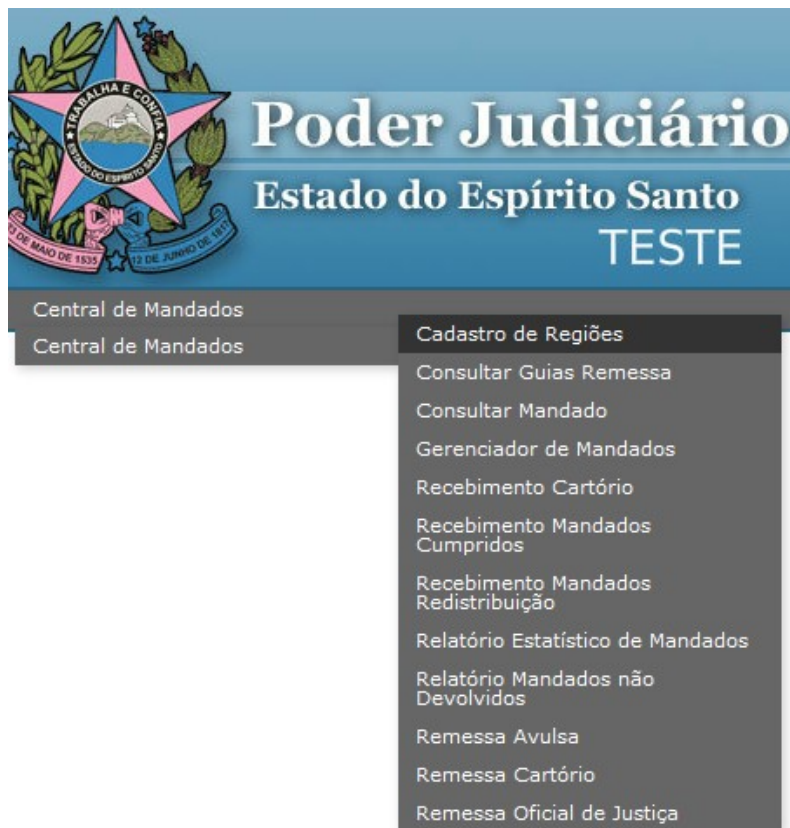 TRABALHA E CONFIA
ESTADO DO ESPIRITO SANTO
23 DE MAIO DE 1535
12 DE JUNHO DE 1817
Poder Judiciário
Estado do Espírito Santo
TESTE
Central de Mandados
Central de Mandados
Cadastro de Regiões
Consultar Guias Remessa
Consultar Mandado
Gerenciador de Mandados
Recebimento Cartório
Recebimento Mandados
Cumpridos
Recebimento Mandados
Redistribuição
Relatório Estatístico de Mandados
Relatório Mandados não
Devolvidos
Remessa Avulsa
Remessa Cartório
Remessa Oficial de Justiça